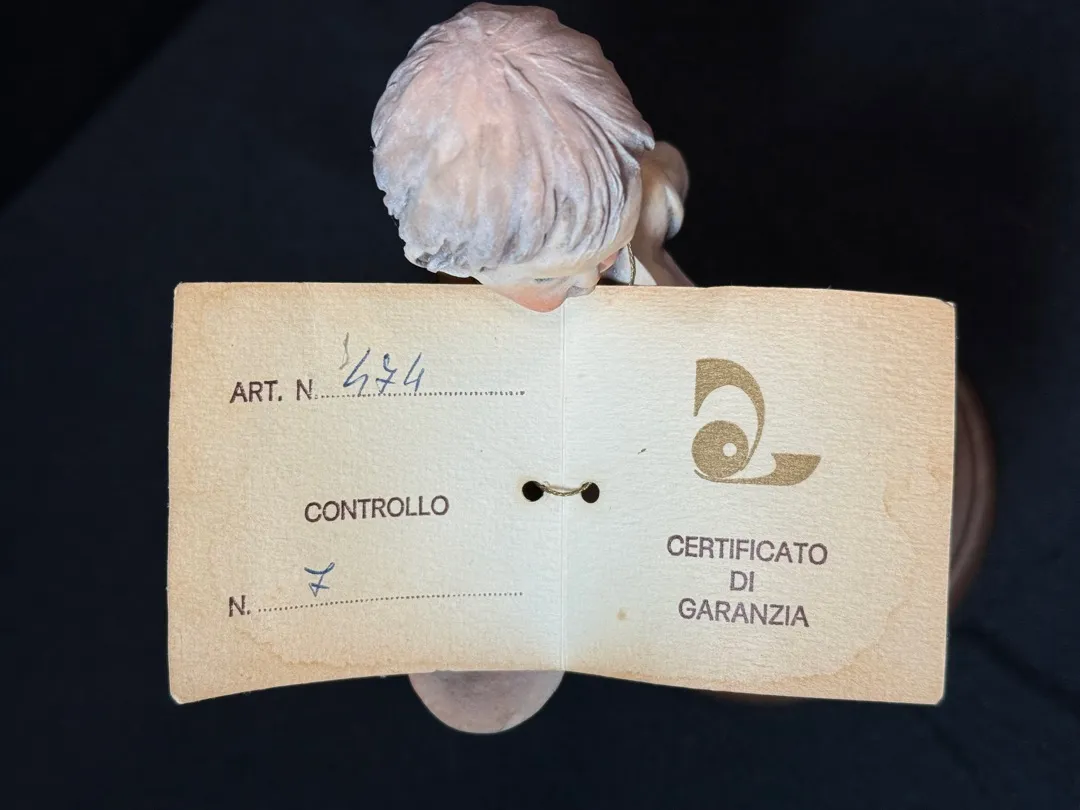 ART. N. 474
CONTROLLO
N. 7
CERTIFICATO
DI
GARANZIA